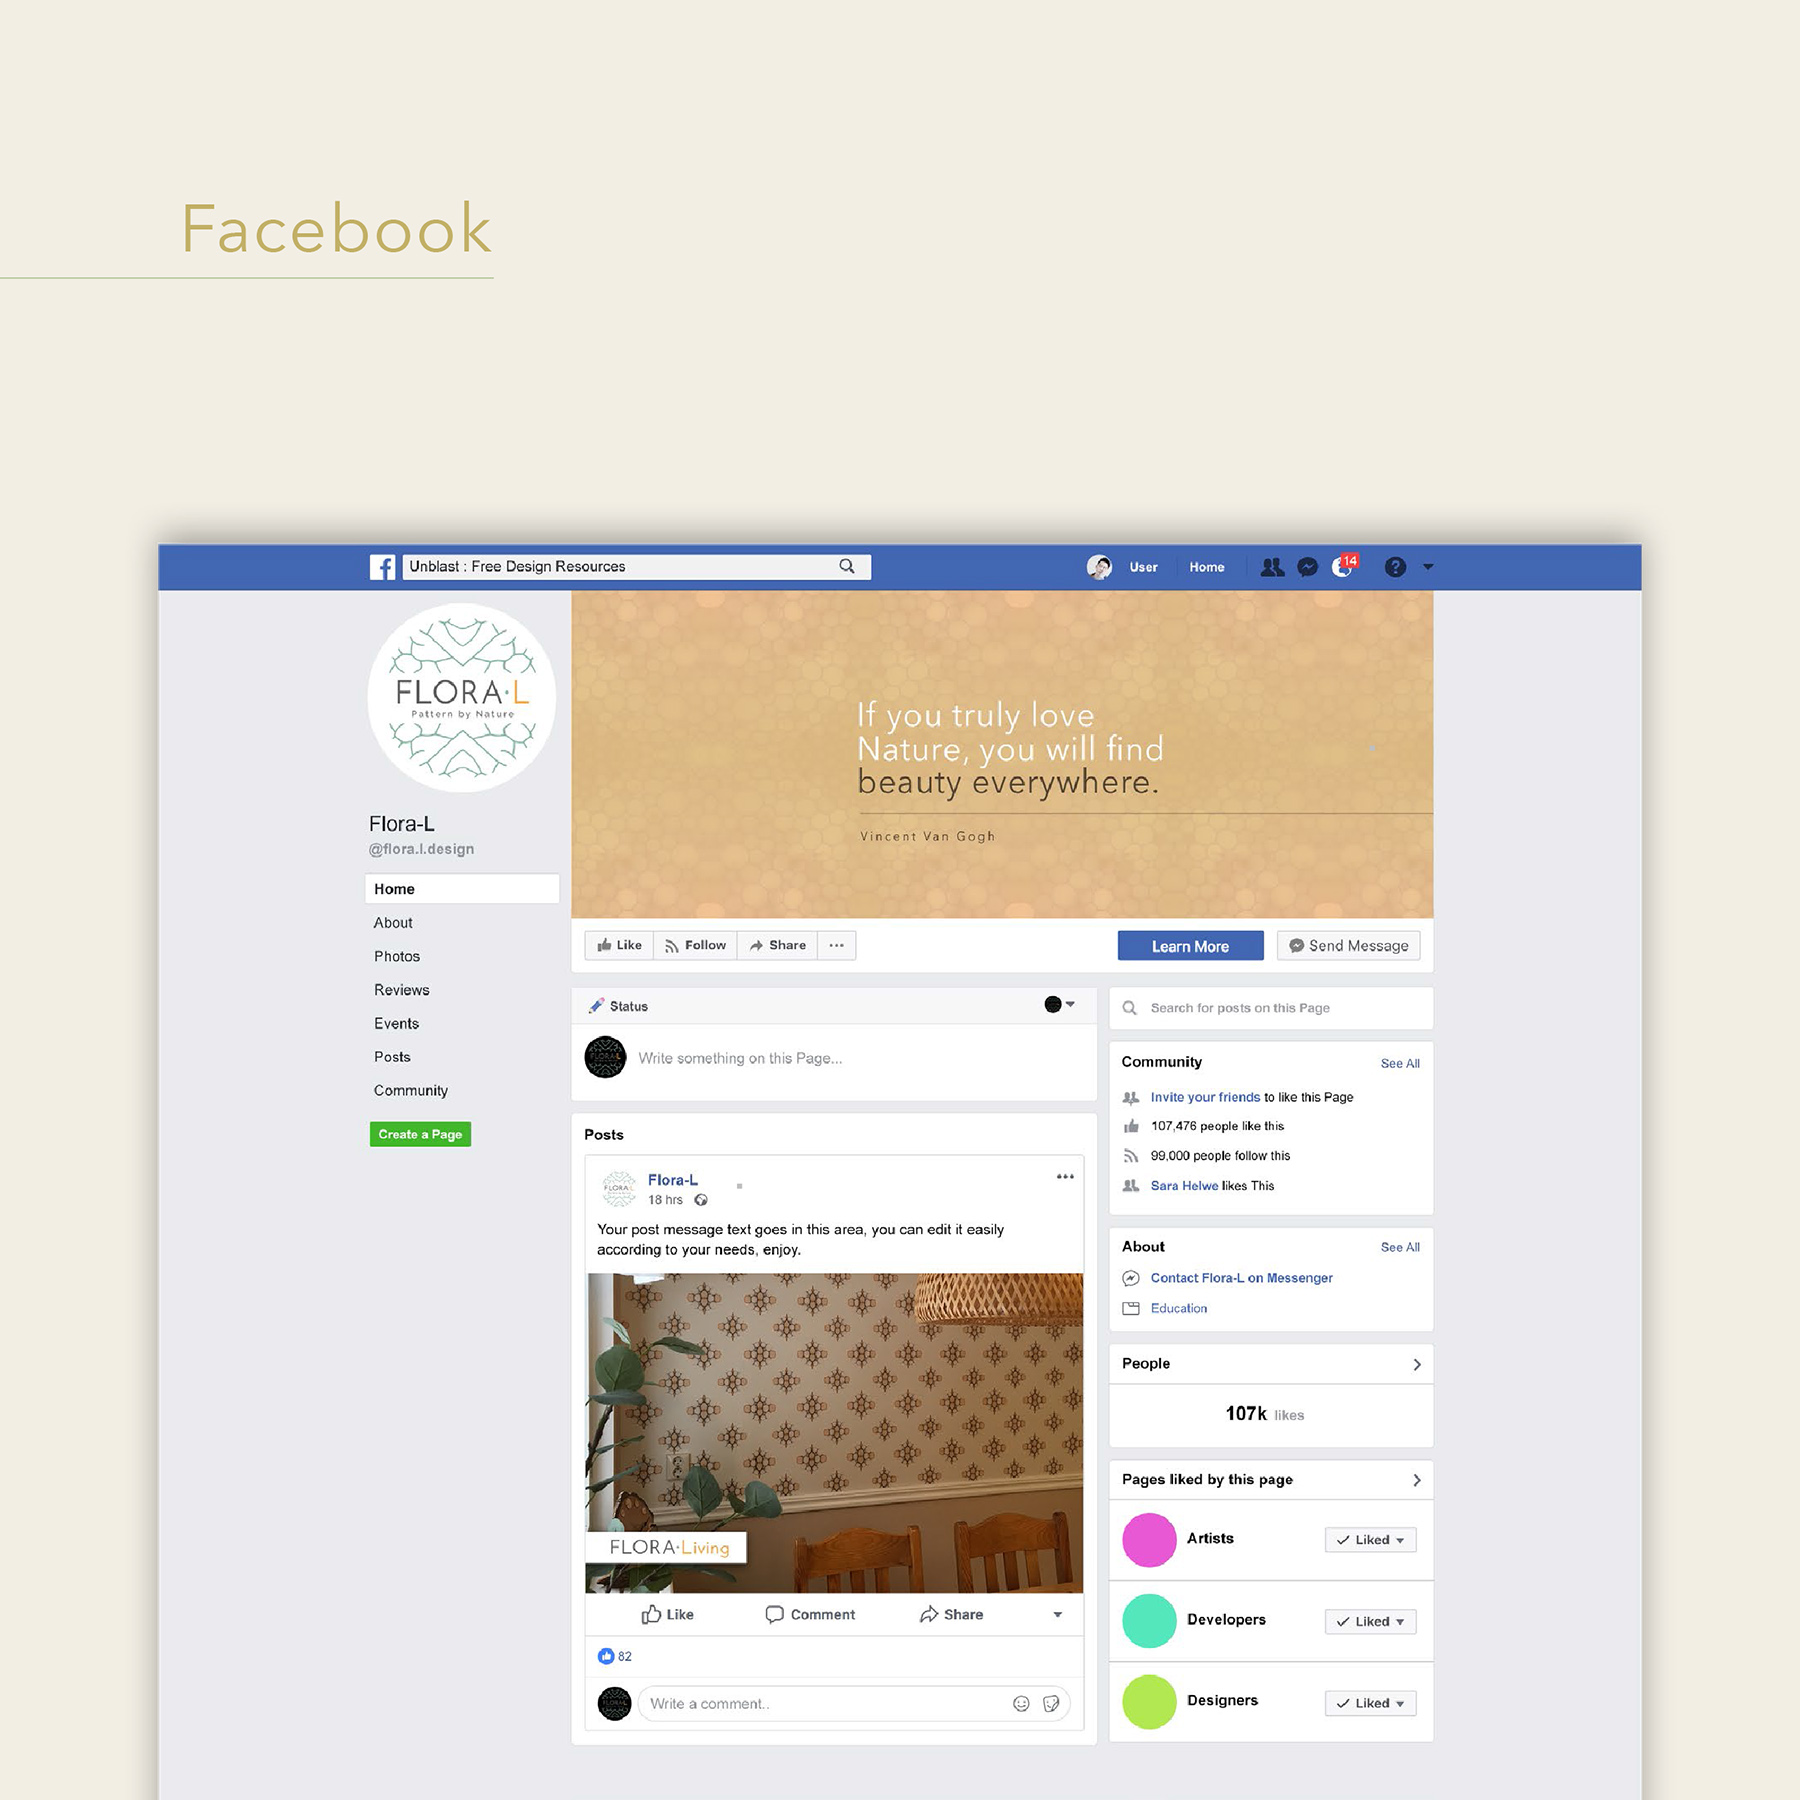 Facebook
Unblast : Free Design Resources
User
Home
14
?
FLORA·L
Pattern by Nature
If you truly love
Nature, you will find
beauty everywhere.
Vincent Van Gogh
Flora-L
@flora.l.design
Home
About
Photos
Reviews
Events
Posts
Community
Create a Page
Like
Follow
Share
Learn More
Send Message
Status
Write something on this Page...
Posts
FLORA·L
Flora-L
18 hrs
Your post message text goes in this area, you can edit it easily
according to your needs, enjoy.
FLORA·Living
Like
Comment
Share
82
Write a comment..
Search for posts on this Page
Community
See All
Invite your friends to like this Page
107,476 people like this
99,000 people follow this
Sara Helwe likes This
About
See All
Contact Flora-L on Messenger
Education
People
107k likes
Pages liked by this page
Artists
Liked
Developers
Liked
Designers
Liked